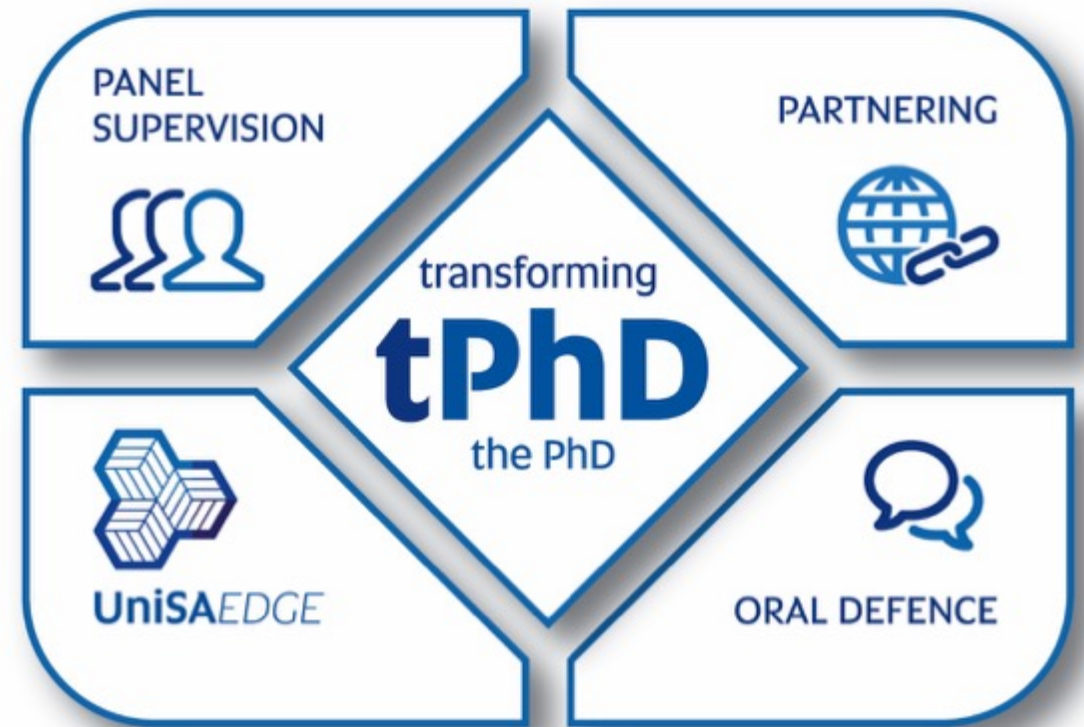 PANEL
SUPERVISION
PARTNERING
transforming
tPhD
the PhD
UniSAEDGE
ORAL DEFENCE